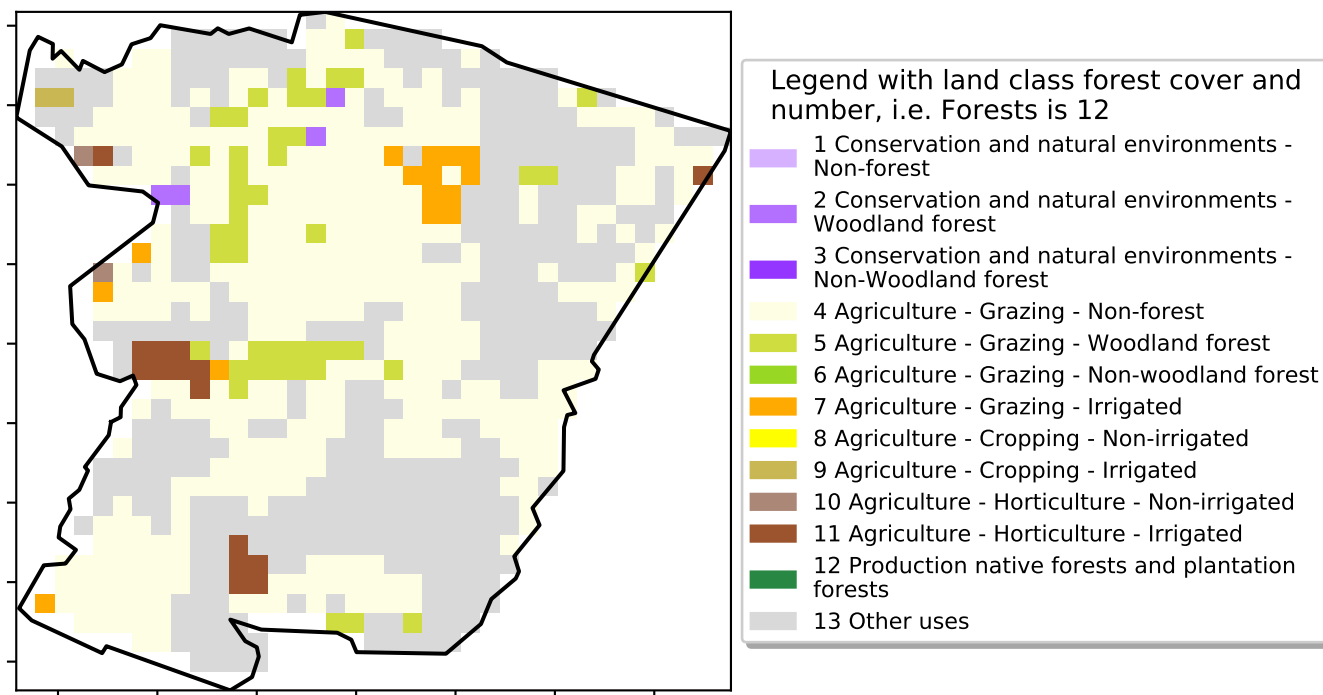 Legend with land class forest cover and
number, i.e. Forests is 12
1 Conservation and natural environments -
Non-forest
2 Conservation and natural environments -
Woodland forest
3 Conservation and natural environments -
Non-Woodland forest
4 Agriculture - Grazing - Non-forest
5 Agriculture - Grazing - Woodland forest
6 Agriculture - Grazing - Non-woodland forest
7 Agriculture - Grazing - Irrigated
8 Agriculture - Cropping - Non-irrigated
9 Agriculture - Cropping - Irrigated
10 Agriculture - Horticulture - Non-irrigated
11 Agriculture - Horticulture - Irrigated
12 Production native forests and plantation
forests
13 Other uses